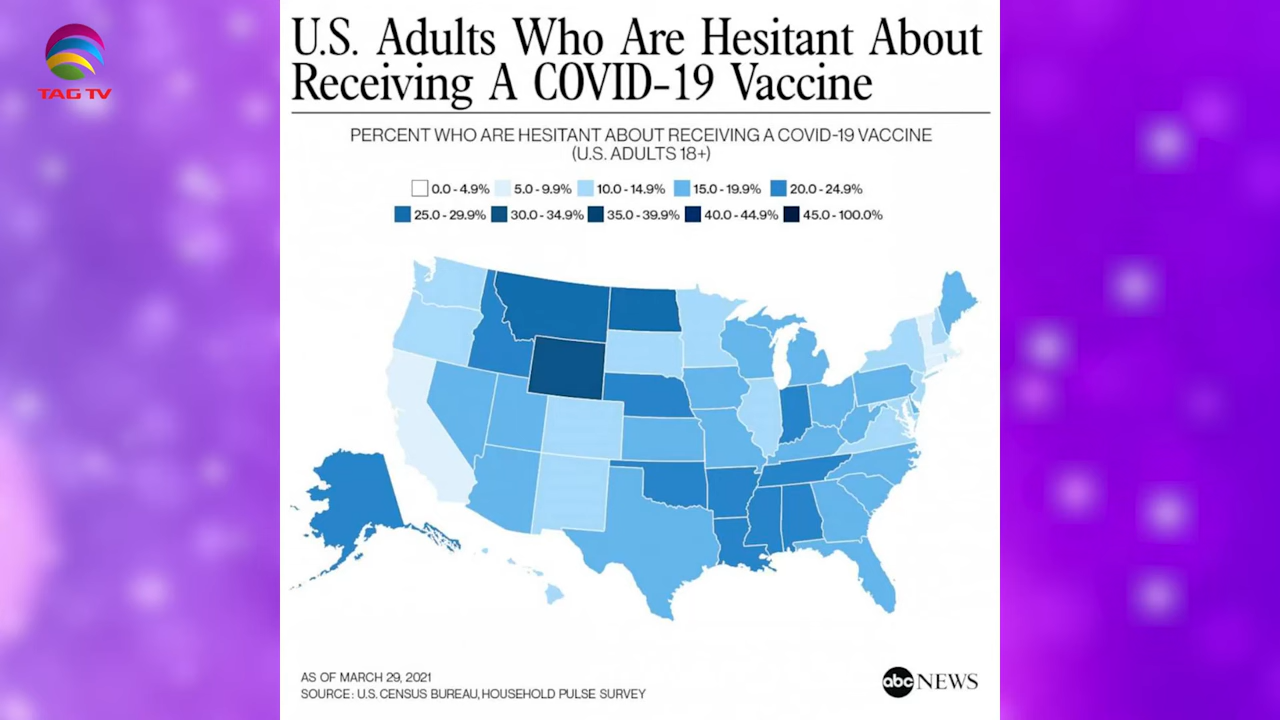 TAG TV
U.S. Adults Who Are Hesitant About
Receiving A COVID-19 Vaccine
PERCENT WHO ARE HESITANT ABOUT RECEIVING A COVID-19 VACCINE
(U.S. ADULTS 18+)
0.0 - 4.9% 5.0 - 9.9% 10.0 - 14.9% 15.0 - 19.9% 20.0 - 24.9%
25.0 - 29.9% 30.0 - 34.9% 35.0 - 39.9% 40.0 - 44.9% 45.0 - 100.0%
AS OF MARCH 29, 2021
SOURCE: U.S. CENSUS BUREAU, HOUSEHOLD PULSE SURVEY
abc NEWS